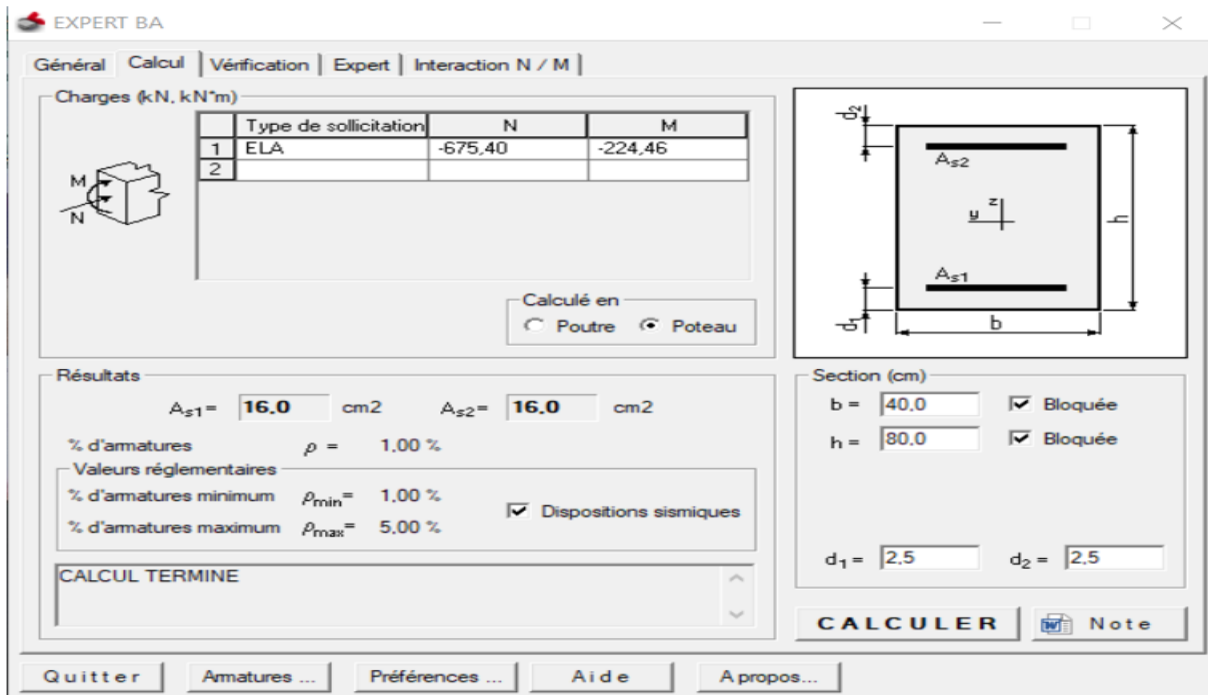 EXPERT BA
Général Calcul Vérification Expert Interaction N / M
Charges (kN, kN*m)
Type de sollicitation N M
1 ELA -675,40 -224,46
2
M
N
Calculé en
Poutre Poteau
d2
As2
z
y
h
As1
d1
b
Résultats
As1= 16,0 cm2 As2= 16,0 cm2
% d'armatures ρ = 1,00 %
Valeurs réglementaires
% d'armatures minimum ρmin= 1,00 %
% d'armatures maximum ρmax= 5,00 %
Dispositions sismiques
CALCUL TERMINE
Section (cm)
b = 40,0 Bloquée
h = 80,0 Bloquée
d1 = 2,5 d2 = 2,5
CALCULER Note
Quitter Armatures ... Préférences ... Aide A propos...